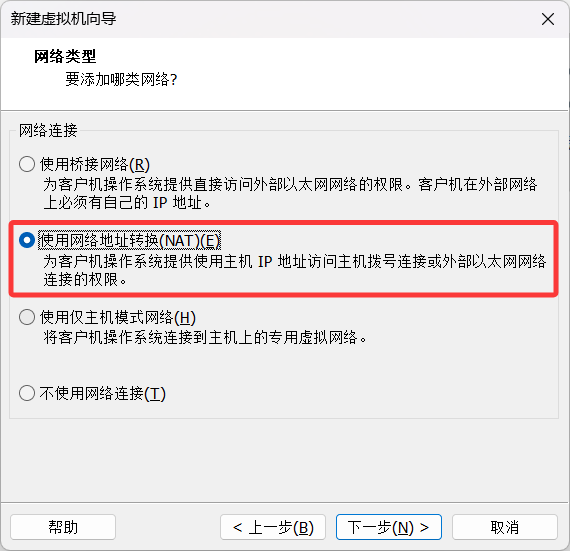 新建虚拟机向导
网络类型
要添加哪类网络?
网络连接
使用桥接网络(R)
为客户机操作系统提供直接访问外部以太网网络的权限。客户机在外部网络
上必须有自己的 IP 地址。
使用网络地址转换(NAT)(E)
为客户机操作系统提供使用主机 IP 地址访问主机拨号连接或外部以太网网络
连接的权限。
使用仅主机模式网络(H)
将客户机操作系统连接到主机上的专用虚拟网络。
不使用网络连接(T)
帮助
< 上一步(B)
下一步(N) >
取消